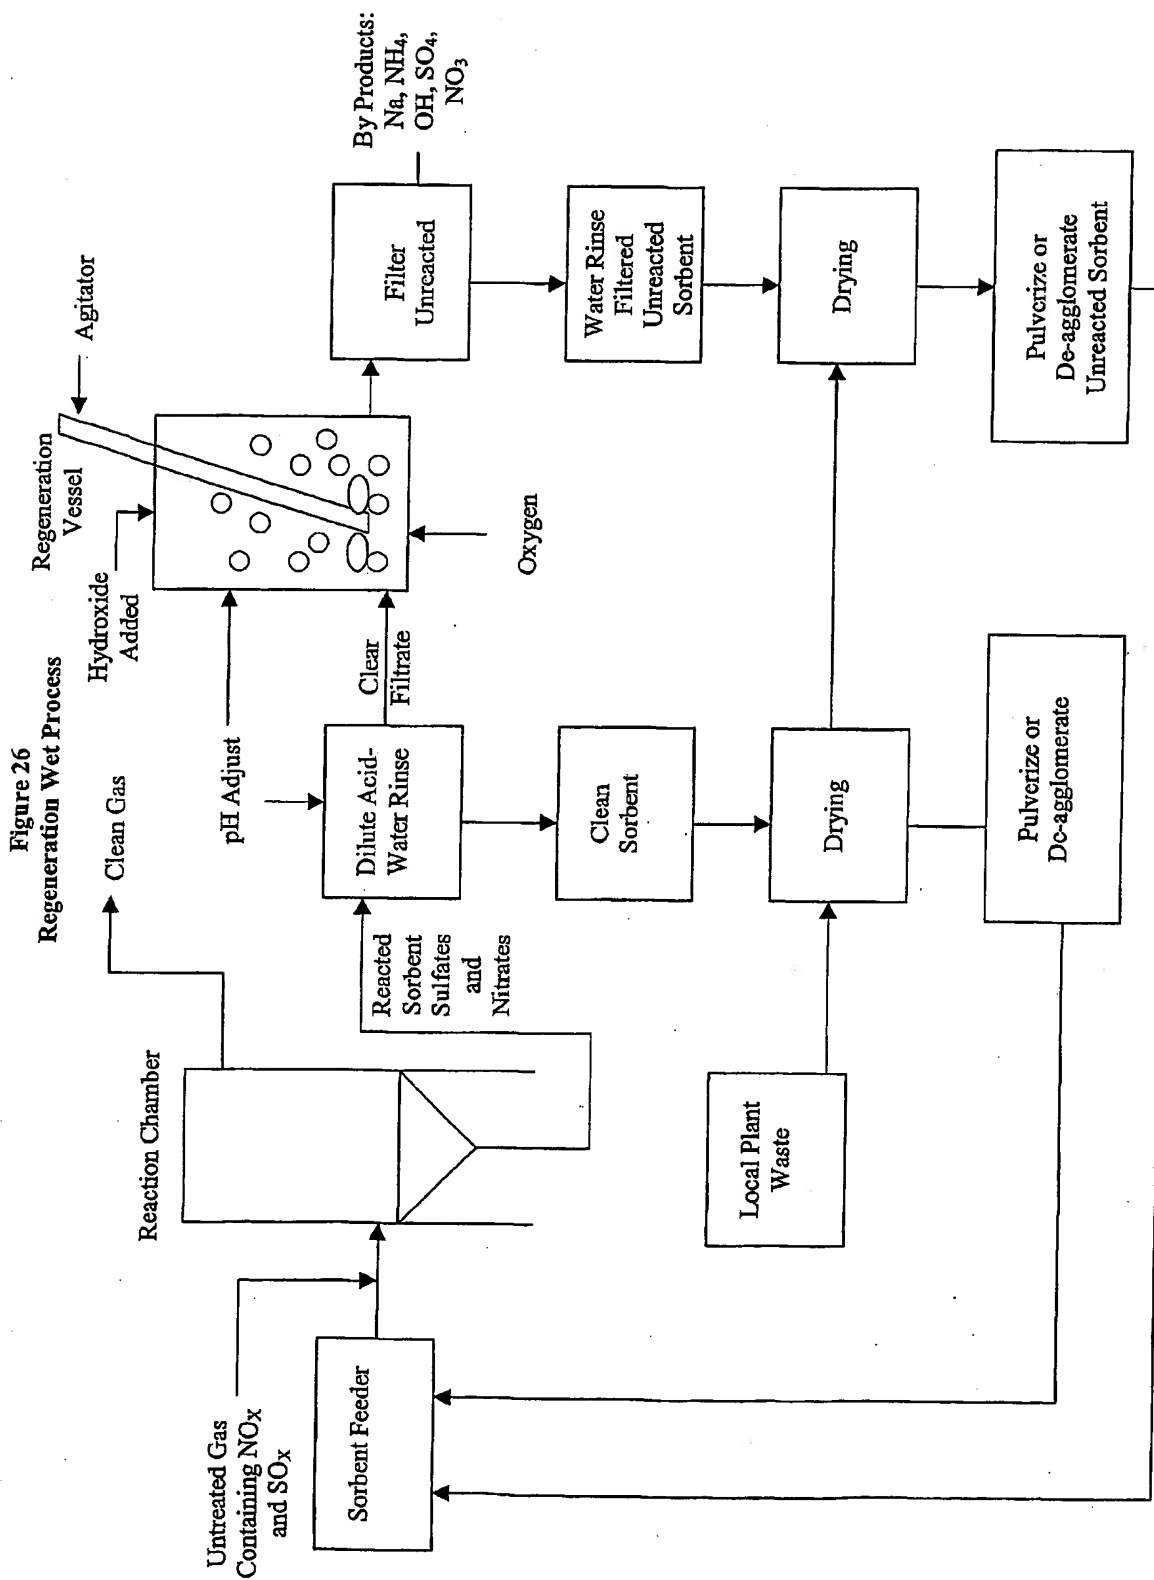 Figure 26
Regeneration Wet Process
Untreated Gas
Containing NOX
and SOX
Sorbent Feeder
Reaction Chamber
Clean Gas
Reacted
Sorbent
Sulfates
and
Nitrates
pH Adjust
Dilute Acid-
Water Rinse
Clear
Filtrate
Hydroxide
Added
Regeneration
Vessel
Agitator
Oxygen
Filter
Unreacted
By Products:
Na, NH4,
OH, SO4,
NO3
Clean
Sorbent
Water Rinse
Filtered
Unreacted
Sorbent
Local Plant
Waste
Drying
Drying
Pulverize or
Dc-agglomerate
Pulverize or
De-agglomerate
Unreacted Sorbent